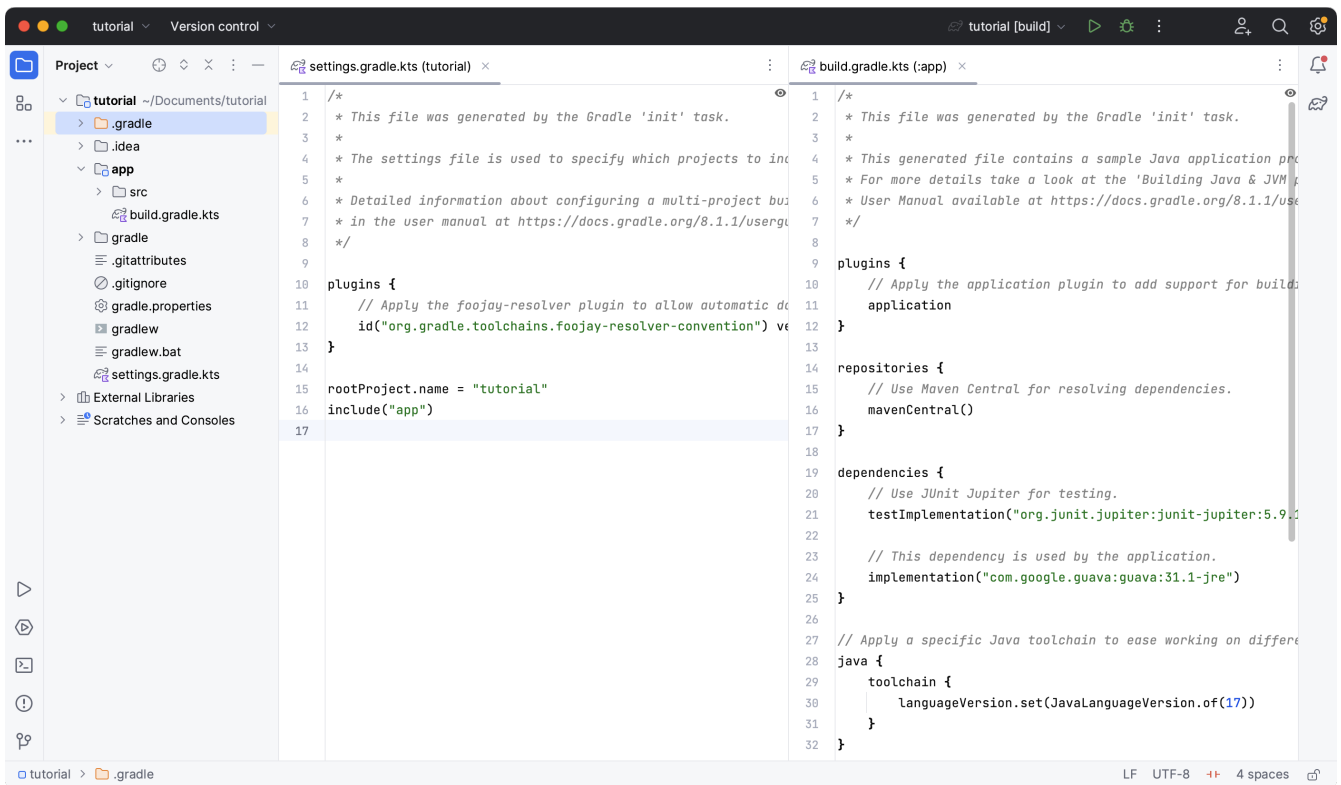 tutorial
Version control
tutorial [build]
Project
tutorial ~/Documents/tutorial
.gradle
.idea
app
src
build.gradle.kts
gradle
.gitattributes
.gitignore
gradle.properties
gradlew
gradlew.bat
settings.gradle.kts
External Libraries
Scratches and Consoles
settings.gradle.kts (tutorial)
1 /*
2 * This file was generated by the Gradle 'init' task.
3 *
4 * The settings file is used to specify which projects to inc
5 *
6 * Detailed information about configuring a multi-project bui
7 * in the user manual at https://docs.gradle.org/8.1.1/usergu
8 */
9
10 plugins {
11 // Apply the foojay-resolver plugin to allow automatic do
12 id("org.gradle.toolchains.foojay-resolver-convention") ve
13 }
14
15 rootProject.name = "tutorial"
16 include("app")
17
build.gradle.kts (:app)
1 /*
2 * This file was generated by the Gradle 'init' task.
3 *
4 * This generated file contains a sample Java application pro
5 * For more details take a look at the 'Building Java & JVM p
6 * User Manual available at https://docs.gradle.org/8.1.1/use
7 */
8
9 plugins {
10 // Apply the application plugin to add support for buildi
11 application
12 }
13
14 repositories {
15 // Use Maven Central for resolving dependencies.
16 mavenCentral()
17 }
18
19 dependencies {
20 // Use JUnit Jupiter for testing.
21 testImplementation("org.junit.jupiter:junit-jupiter:5.9.1
22
23 // This dependency is used by the application.
24 implementation("com.google.guava:guava:31.1-jre")
25 }
26
27 // Apply a specific Java toolchain to ease working on differe
28 java {
29 toolchain {
30 languageVersion.set(JavaLanguageVersion.of(17))
31 }
32 }
tutorial > .gradle
LF UTF-8 4 spaces